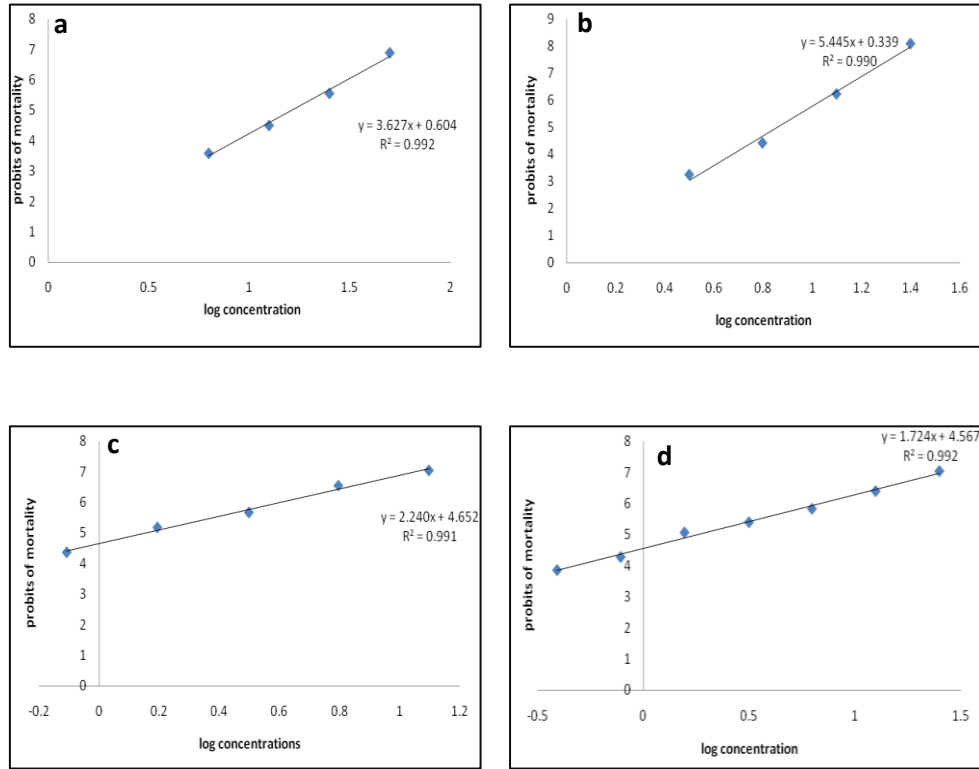 a
8
7
6
5
4
3
2
1
0
probits of mortality
y = 3.627x + 0.604
R² = 0.992
0 0.5 1 1.5 2
log concentration
b
9
8
7
6
5
4
3
2
1
0
probits of mortality
y = 5.445x + 0.339
R² = 0.990
0 0.2 0.4 0.6 0.8 1 1.2 1.4 1.6
log concentration
c
8
7
6
5
4
3
2
1
0
probits of mortality
y = 2.240x + 4.652
R² = 0.991
-0.2 0 0.2 0.4 0.6 0.8 1 1.2
log concentrations
d
8
7
6
5
4
3
2
1
0
probits of mortality
y = 1.724x + 4.567
R² = 0.992
-0.5 0 0.5 1 1.5
log concentration